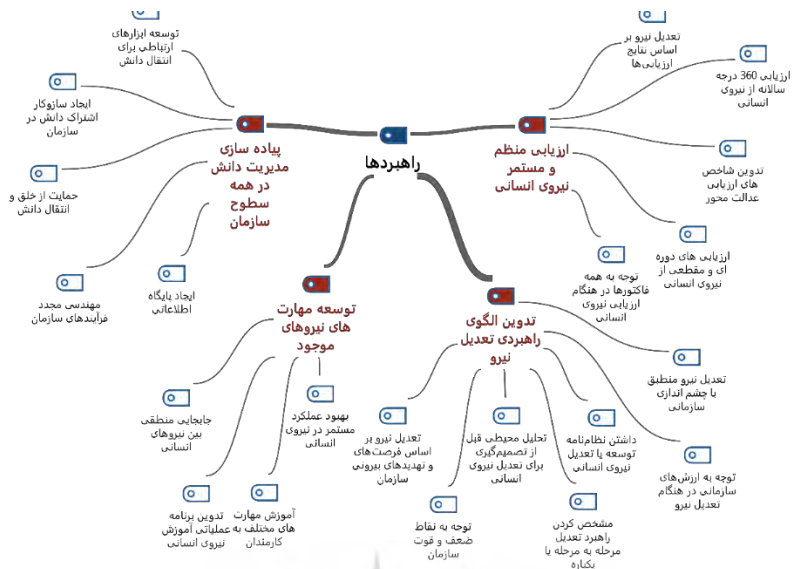 توسعه ابزارهای
ارتباطی برای
انتقال دانش
ایجاد سازوکار
اشتراک دانش در
سازمان
حمایت از خلق و
انتقال دانش
مهندسی مجدد
فرآیندهای سازمان
ایجاد پایگاه
اطلاعاتی
پیاده سازی
مدیریت دانش
در همه
سطوح
سازمان
راهبردها
ارزیابی منظم
و مستمر
نیروی انسانی
تعدیل نیرو بر
اساس نتایج
ارزیابی‌ها
ارزیابی 360 درجه
سالانه از نیروی
انسانی
تدوین شاخص
های ارزیابی
عدالت محور
ارزیابی های دوره
ای و مقطعی از
نیروی انسانی
توجه به همه
فاکتورها در هنگام
ارزیابی نیروی
انسانی
توسعه مهارت
های نیروهای
موجود
جابجایی منطقی
بین نیروهای
انسانی
تدوین برنامه
عملیاتی آموزش
نیروی انسانی
آموزش مهارت
های مختلف به
کارمندان
بهبود عملکرد
مستمر در نیروی
انسانی
تدوین الگوی
راهبردی تعدیل
نیرو
تعدیل نیرو بر
اساس فرصت‌های
و تهدیدهای بیرونی
سازمان
توجه به نقاط
ضعف و قوت
سازمان
تحلیل محیطی قبل
از تصمیم‌گیری
برای تعدیل نیروی
انسانی
مشخص کردن
راهبرد تعدیل
مرحله به مرحله یا
یکباره
داشتن نظام‌نامه
توسعه یا تعدیل
نیروی انسانی
توجه به ارزش‌های
سازمانی در هنگام
تعدیل نیرو
تعدیل نیرو منطبق
با چشم اندازی
سازمانی